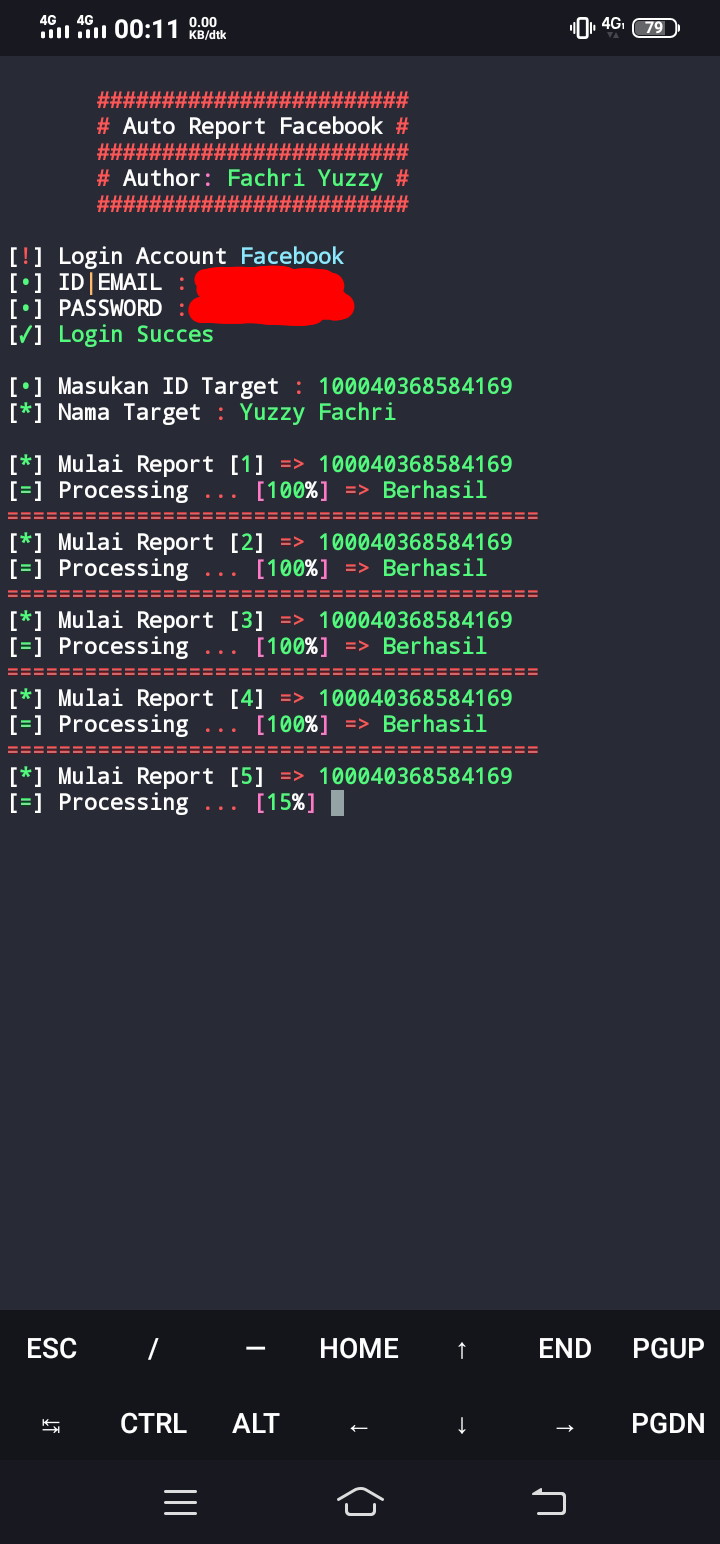 4G 4G 00:11 0.00 KB/dtk 4G 79
########################
# Auto Report Facebook #
########################
# Author: Fachri Yuzzy #
########################
[!] Login Account Facebook
[•] ID|EMAIL :
[•] PASSWORD :
[✓] Login Succes
[•] Masukan ID Target : 100040368584169
[*] Nama Target : Yuzzy Fachri
[*] Mulai Report [1] => 100040368584169
[=] Processing ... [100%] => Berhasil
=========================================
[*] Mulai Report [2] => 100040368584169
[=] Processing ... [100%] => Berhasil
=========================================
[*] Mulai Report [3] => 100040368584169
[=] Processing ... [100%] => Berhasil
=========================================
[*] Mulai Report [4] => 100040368584169
[=] Processing ... [100%] => Berhasil
=========================================
[*] Mulai Report [5] => 100040368584169
[=] Processing ... [15%]
ESC / — HOME ↑ END PGUP
↹ CTRL ALT ← ↓ → PGDN